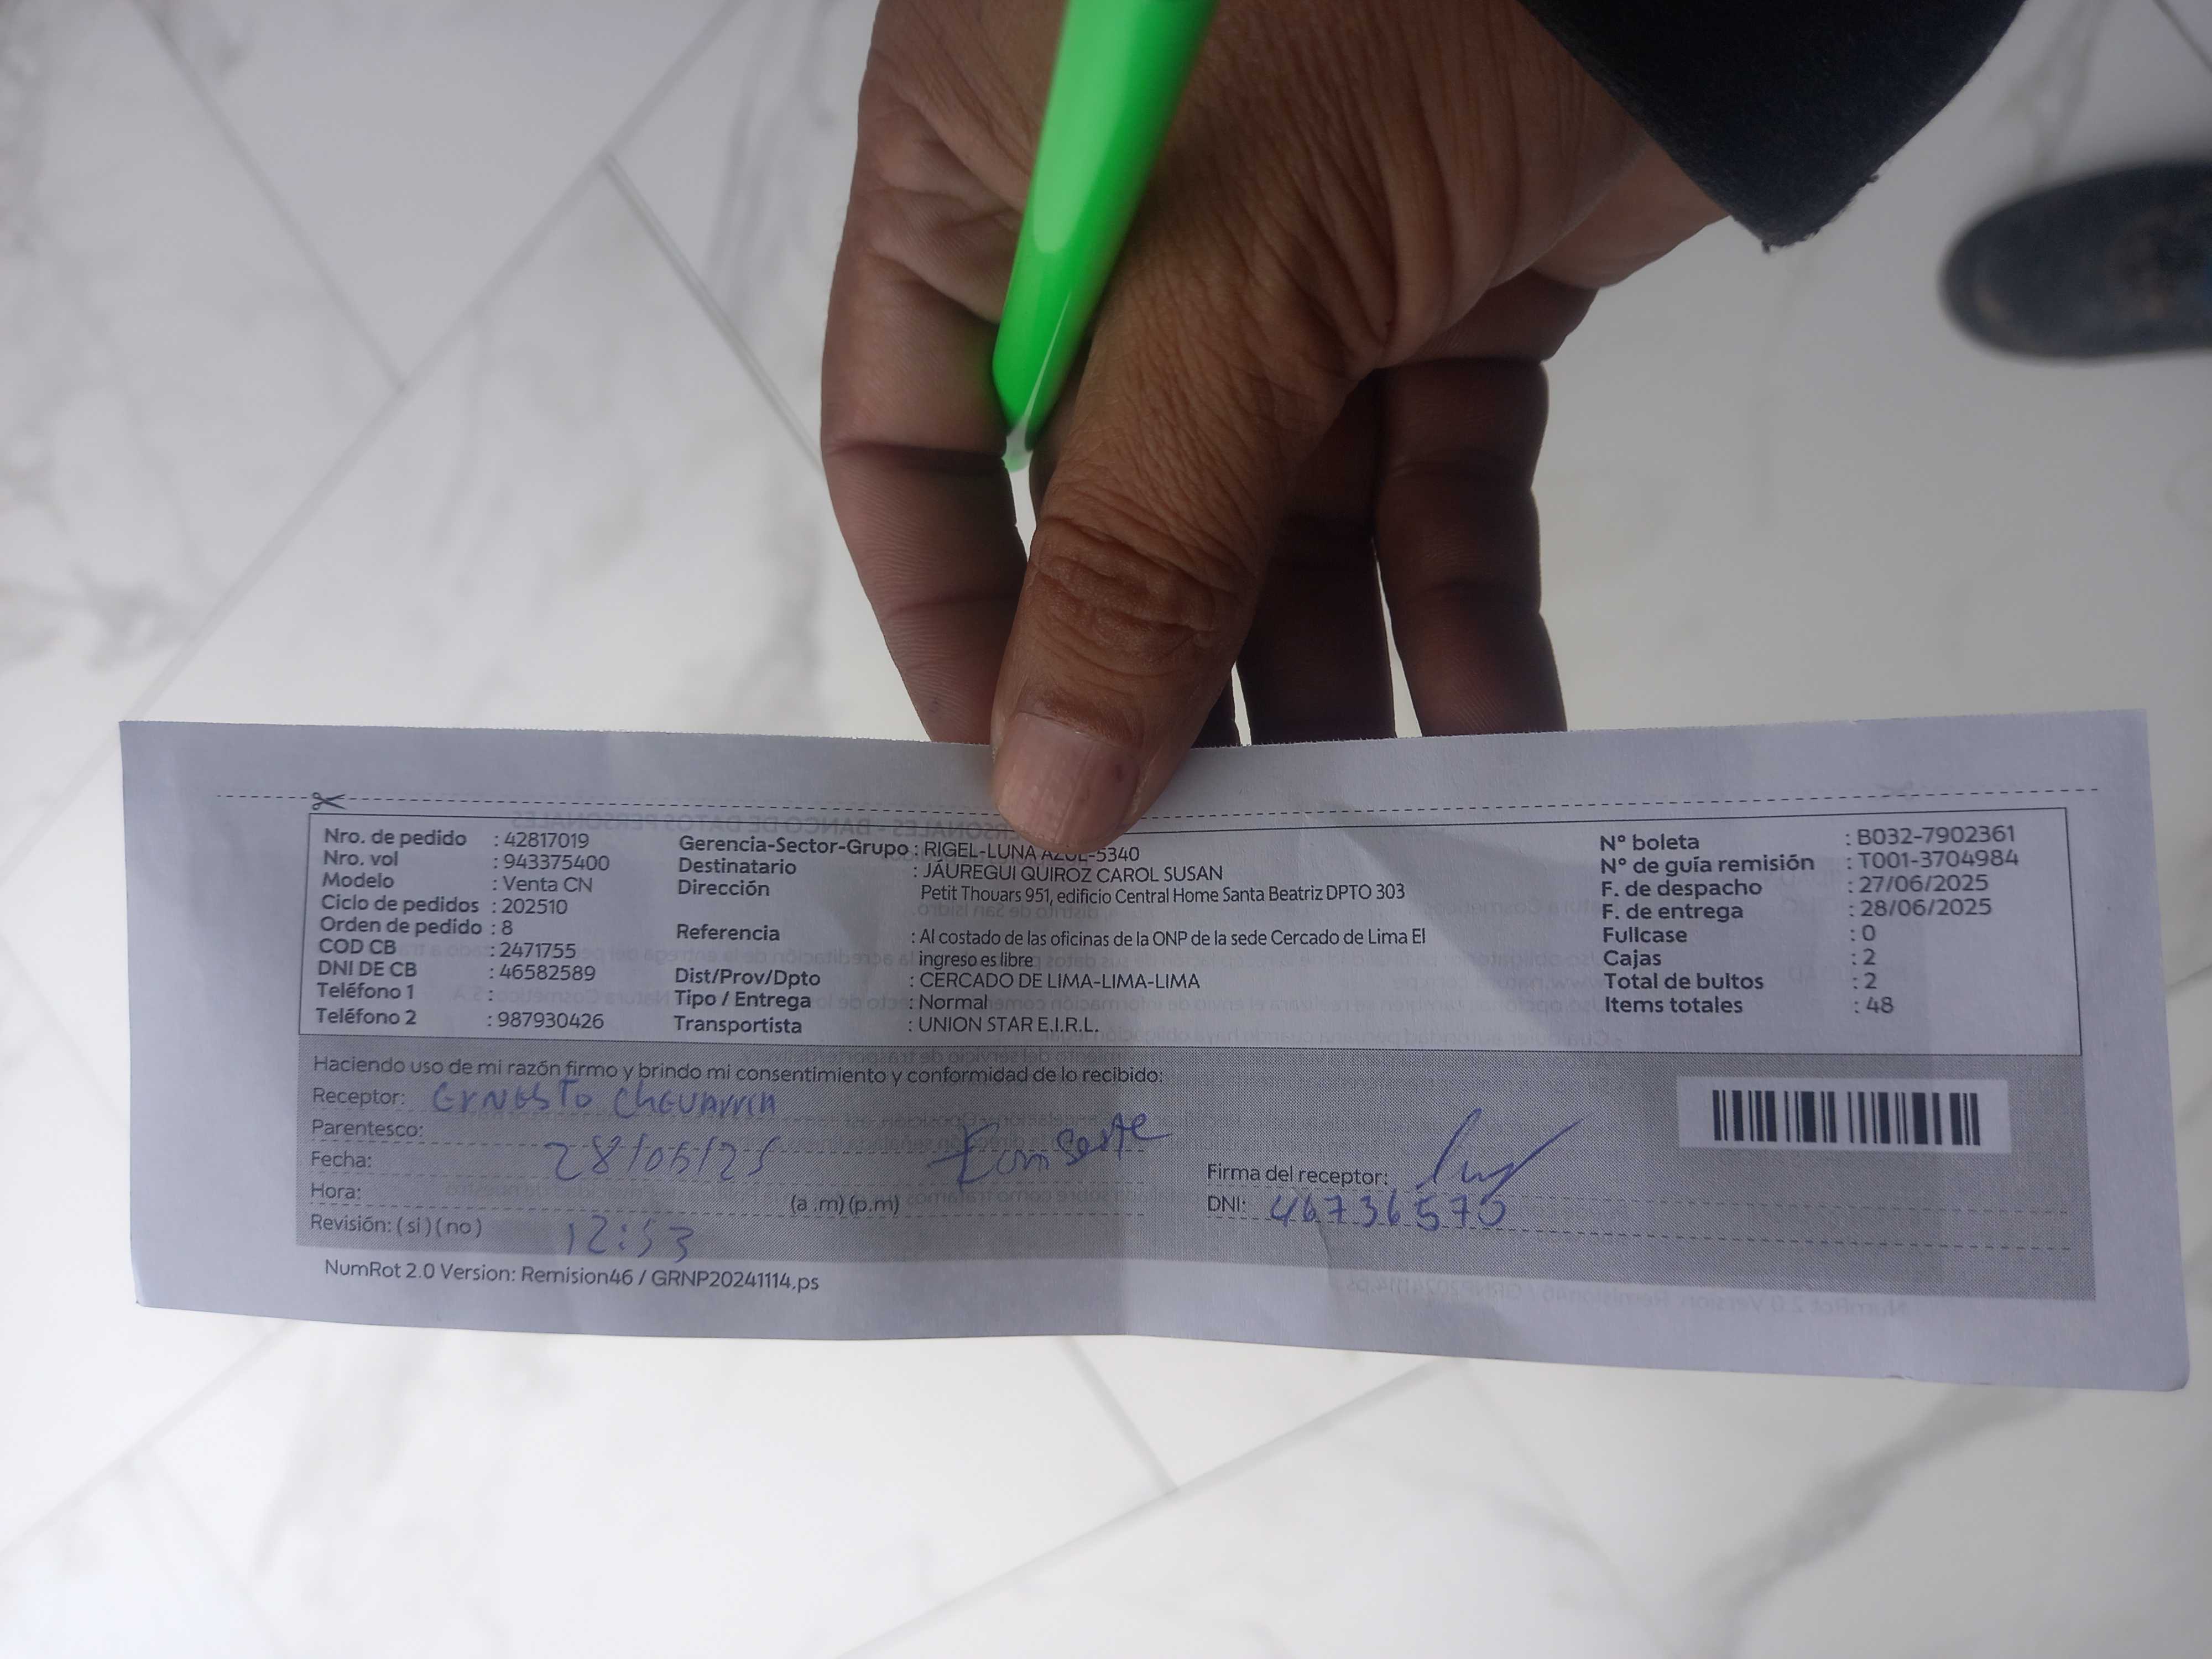 Nro. de pedido : 42817019
Nro. vol : 943375400
Modelo : Venta CN
Ciclo de pedidos : 202510
Orden de pedido : 8
COD CB : 2471755
DNI DE CB : 46582589
Teléfono 1 :
Teléfono 2 : 987930426
Gerencia-Sector-Grupo : RIGEL-LUNA AZUL-5340
Destinatario : JAUREGUI QUIROZ CAROL SUSAN
Dirección Petit Thouars 951, edificio Central Home Santa Beatriz DPTO 303
Referencia : Al costado de las oficinas de la ONP de la sede Cercado de Lima El
ingreso es libre
Dist/Prov/Dpto : CERCADO DE LIMA-LIMA-LIMA
Tipo / Entrega : Normal
Transportista : UNION STAR E.I.R.L.
N° boleta : B032-7902361
N° de guía remisión : T001-3704984
F. de despacho : 27/06/2025
F. de entrega : 28/06/2025
Fullcase : 0
Cajas : 2
Total de bultos : 2
Items totales : 48
Haciendo uso de mi razón firmo y brindo mi consentimiento y conformidad de lo recibido:
Receptor: Ernesto Chevarria
Parentesco:
Fecha: 28/06/25
Hora: (a .m) (p.m)
Revisión: ( si ) ( no ) 12:53
Firma del receptor:
DNI: 46736570
NumRot 2.0 Version: Remision46 / GRNP20241114.ps